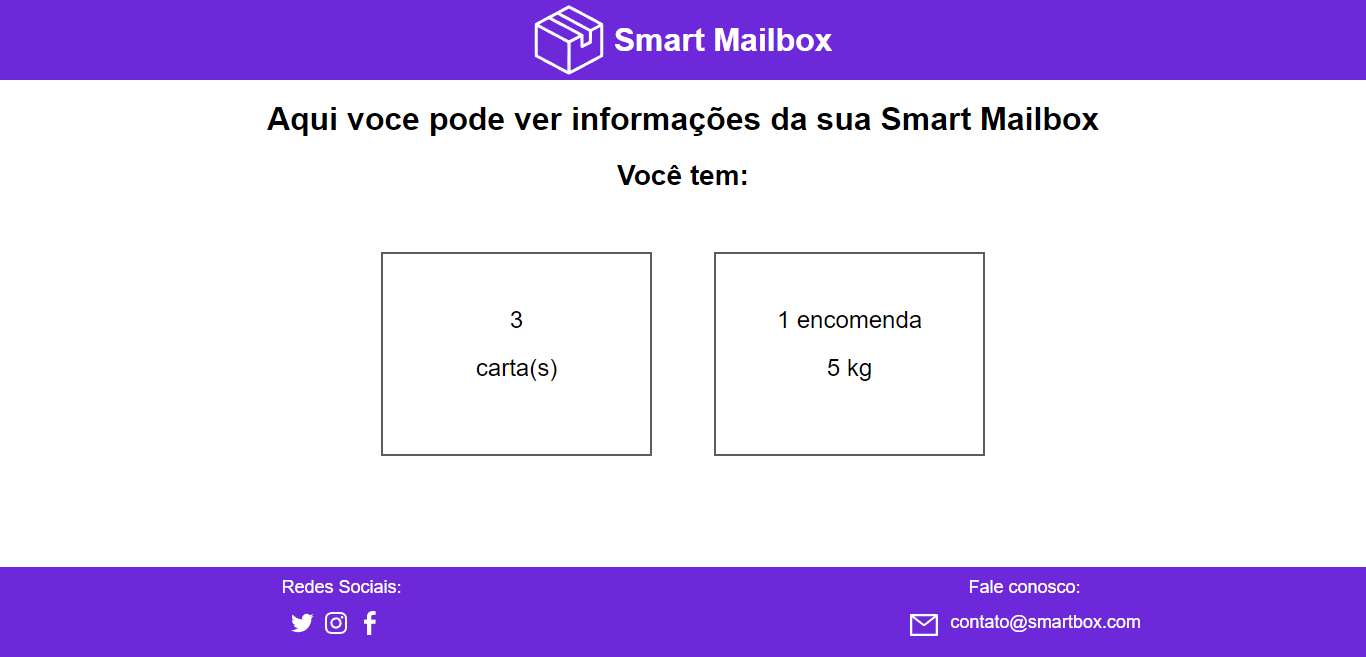 Smart Mailbox
Aqui voce pode ver informações da sua Smart Mailbox
Você tem:
3
carta(s)
1 encomenda
5 kg
Redes Sociais:
Fale conosco:
contato@smartbox.com